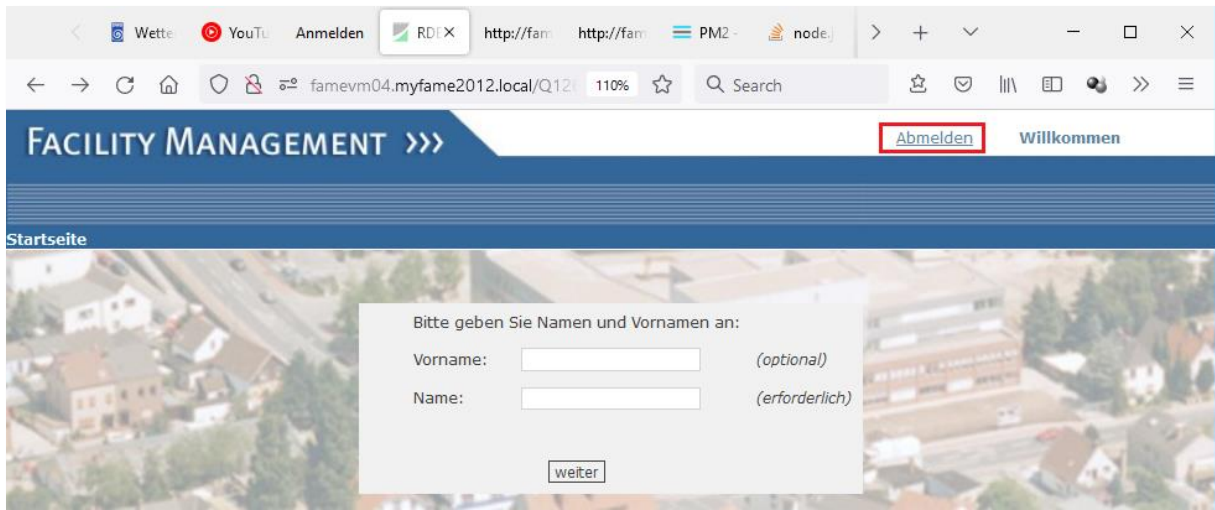 Wette YouTu Anmelden RDEX http://fam http://fam PM2 - node.j
famevm04.myfame2012.local/Q12 110% Search
FACILITY MANAGEMENT >>> Abmelden Willkommen
Startseite
Bitte geben Sie Namen und Vornamen an:
Vorname: (optional)
Name: (erforderlich)
weiter